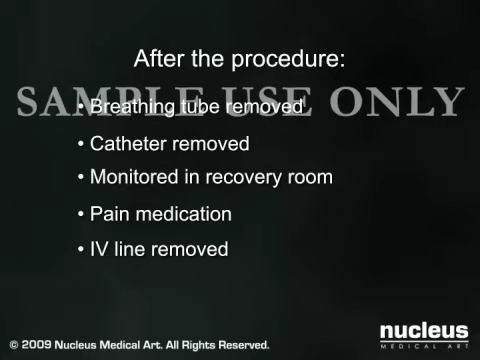 After the procedure:
SAMPLE USE ONLY
• Breathing tube removed
• Catheter removed
• Monitored in recovery room
• Pain medication
• IV line removed
nucleus
MEDICAL ART
© 2009 Nucleus Medical Art. All Rights Reserved.